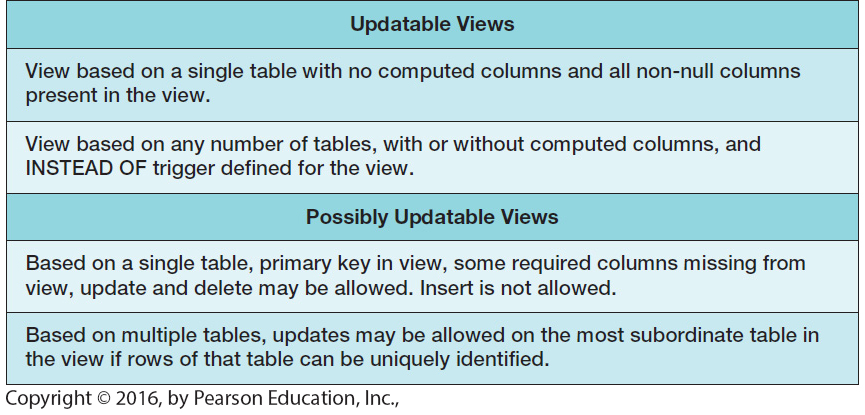 Updatable Views
View based on a single table with no computed columns and all non-null columns
present in the view.
View based on any number of tables, with or without computed columns, and
INSTEAD OF trigger defined for the view.
Possibly Updatable Views
Based on a single table, primary key in view, some required columns missing from
view, update and delete may be allowed. Insert is not allowed.
Based on multiple tables, updates may be allowed on the most subordinate table in
the view if rows of that table can be uniquely identified.
Copyright © 2016, by Pearson Education, Inc.,